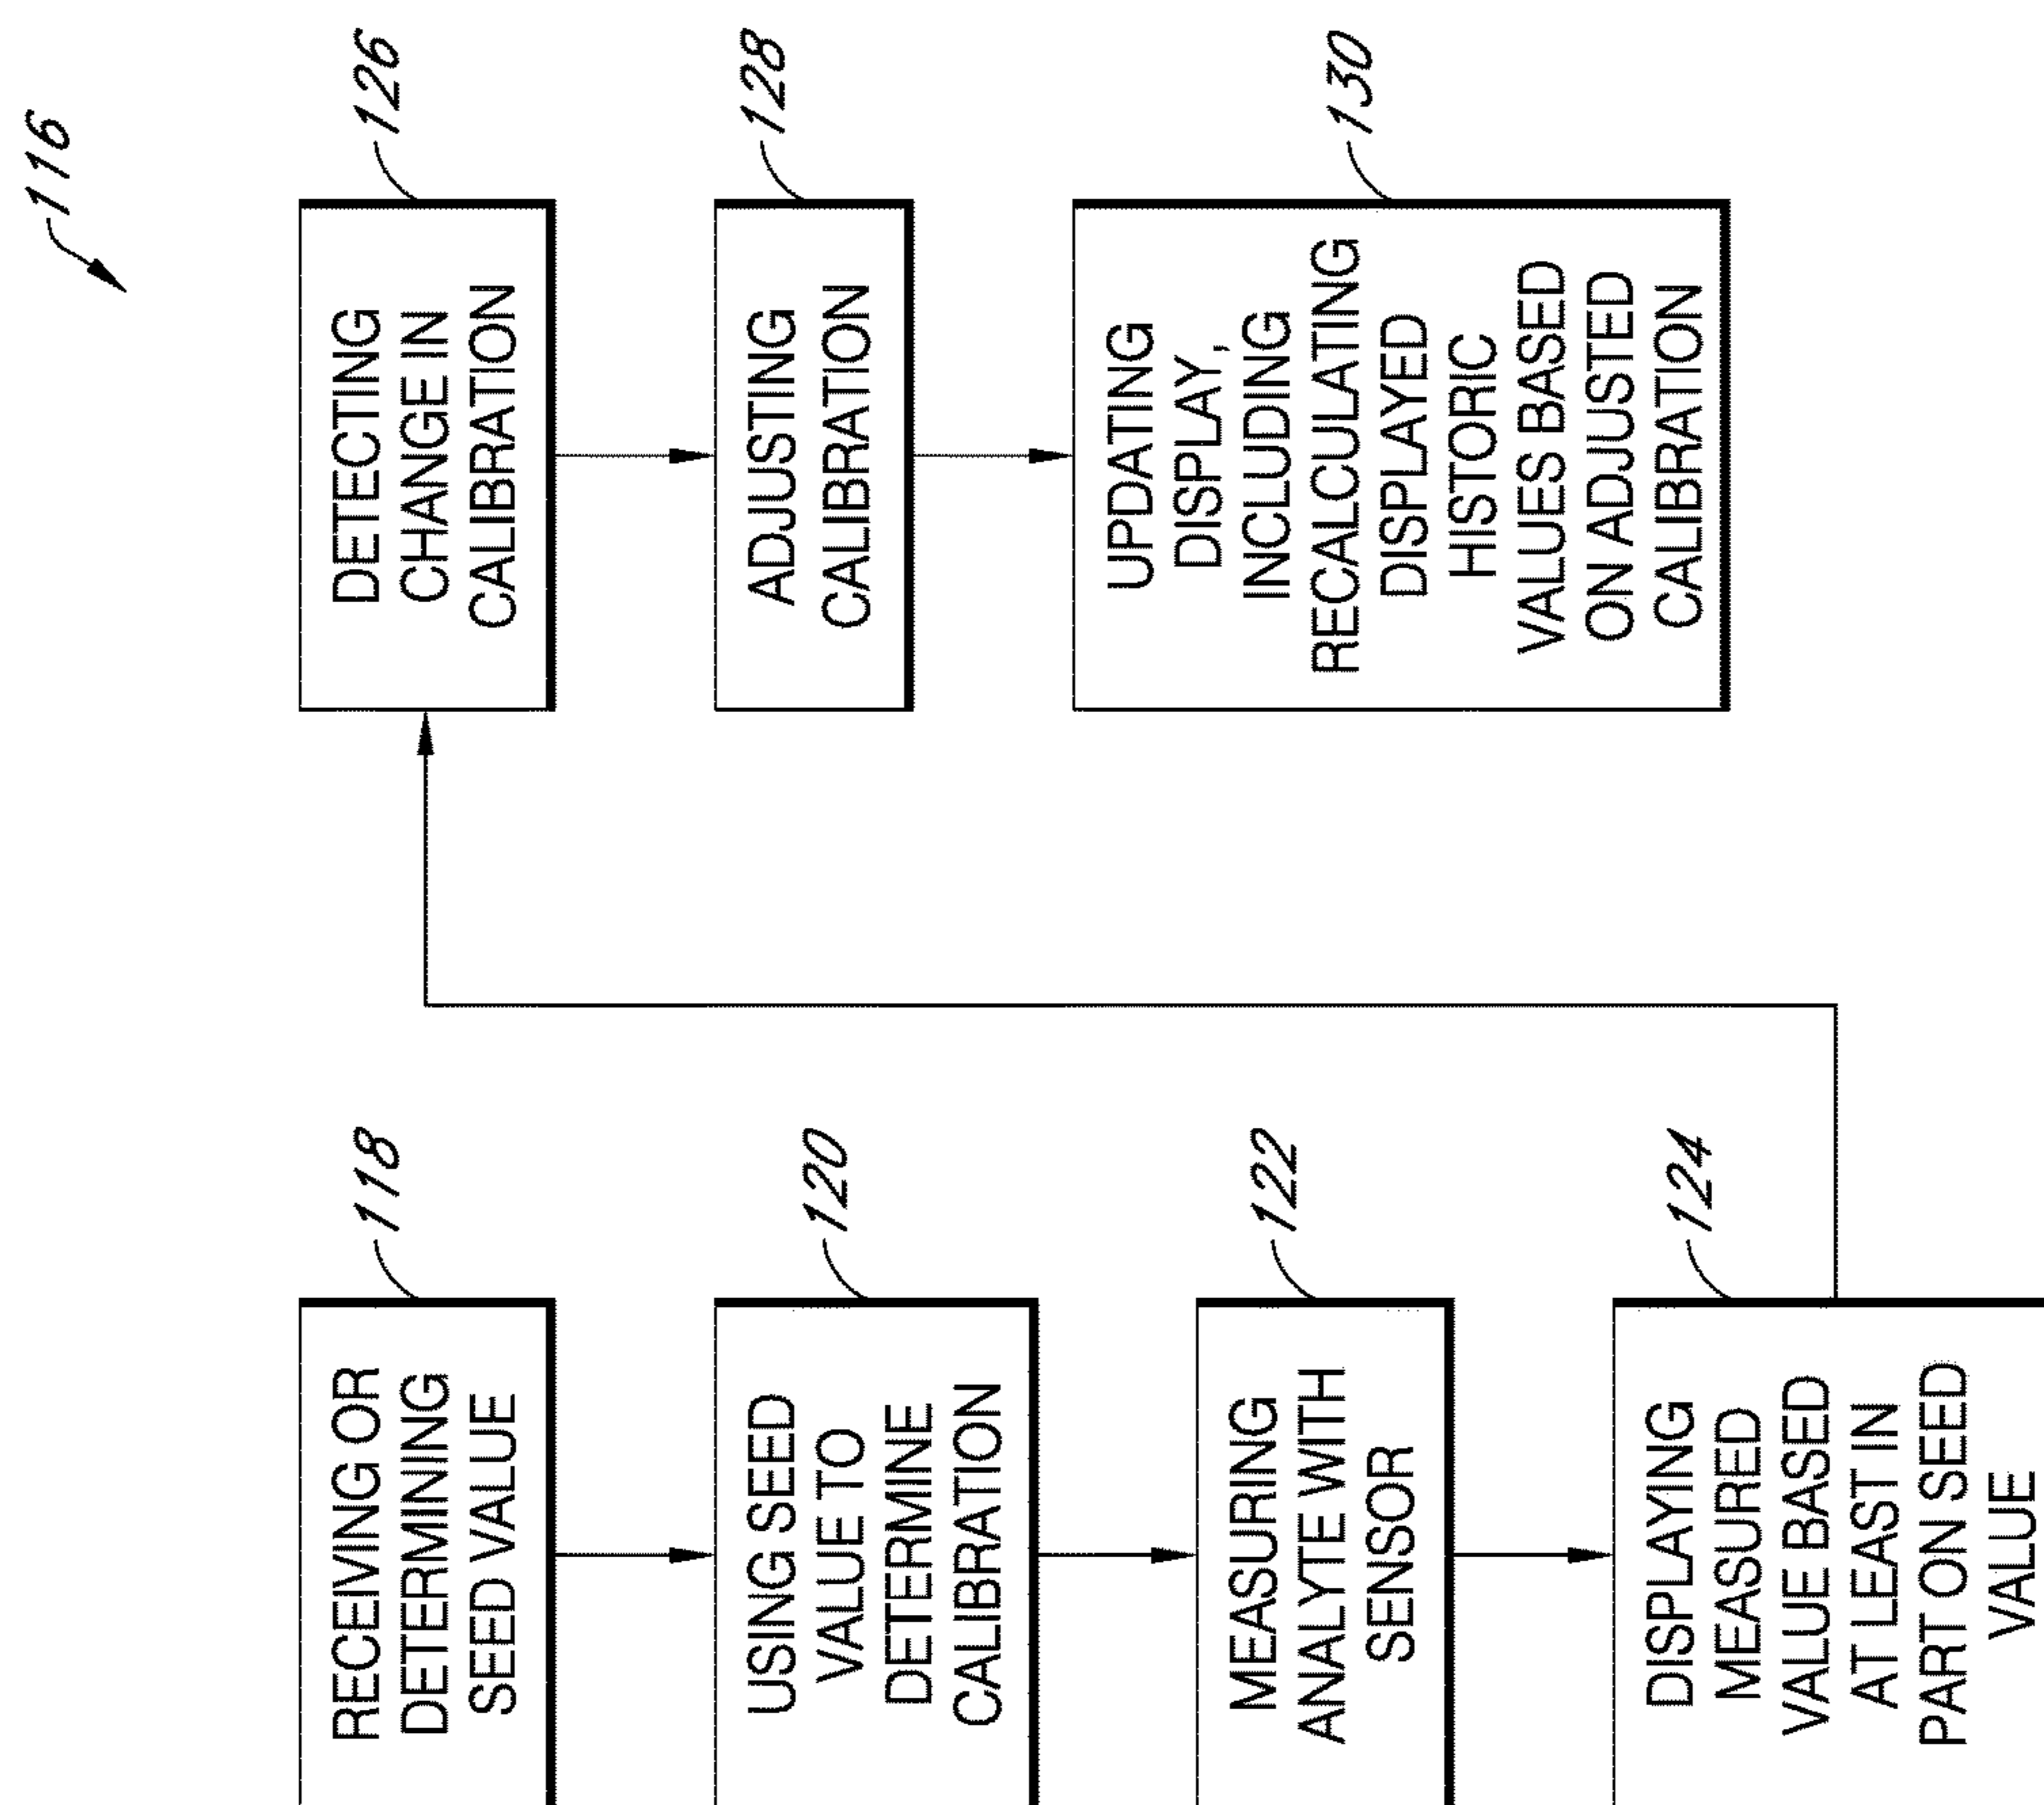 116
118
RECEIVING OR
DETERMINING
SEED VALUE
120
USING SEED
VALUE TO
DETERMINE
CALIBRATION
122
MEASURING
ANALYTE WITH
SENSOR
124
DISPLAYING
MEASURED
VALUE BASED
AT LEAST IN
PART ON SEED
VALUE
126
DETECTING
CHANGE IN
CALIBRATION
128
ADJUSTING
CALIBRATION
130
UPDATING
DISPLAY,
INCLUDING
RECALCULATING
DISPLAYED
HISTORIC
VALUES BASED
ON ADJUSTED
CALIBRATION